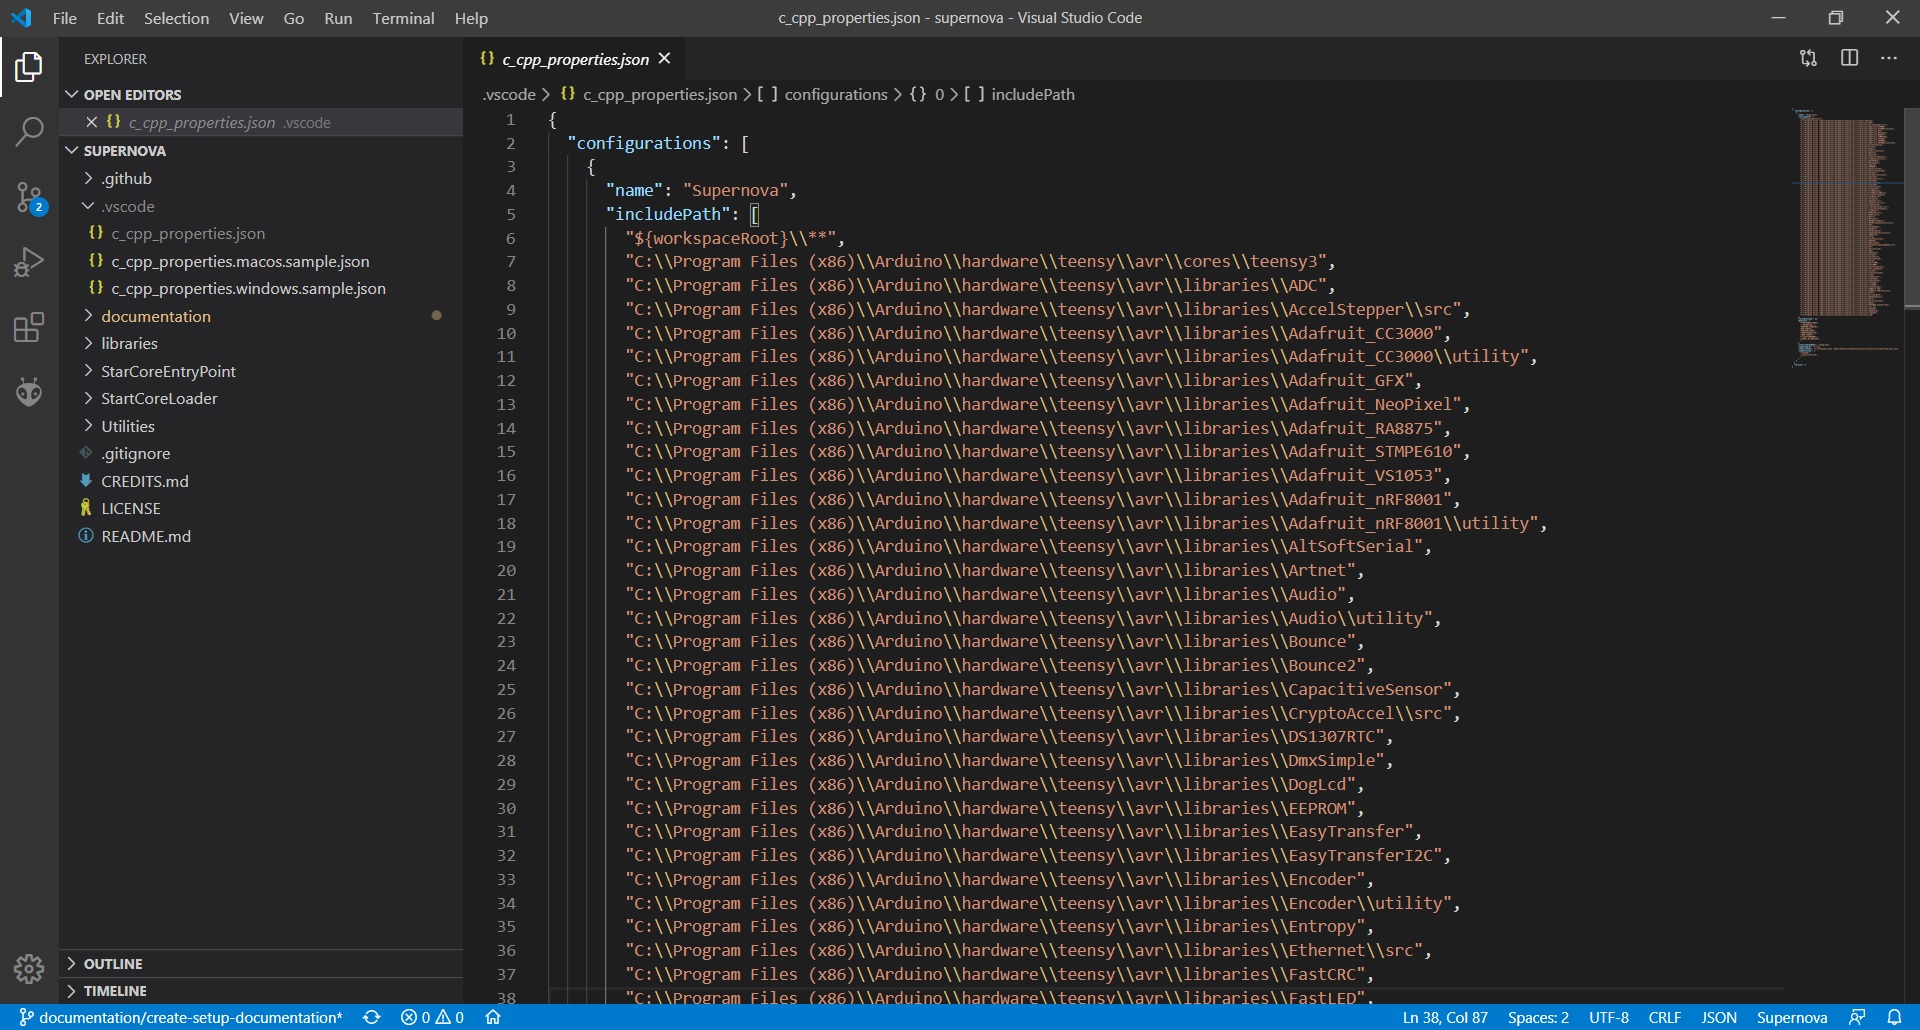 File Edit Selection View Go Run Terminal Help
c_cpp_properties.json - supernova - Visual Studio Code
EXPLORER
OPEN EDITORS
{} c_cpp_properties.json .vscode
SUPERNOVA
.github
.vscode
{} c_cpp_properties.json
{} c_cpp_properties.macos.sample.json
{} c_cpp_properties.windows.sample.json
documentation
libraries
StarCoreEntryPoint
StartCoreLoader
Utilities
.gitignore
CREDITS.md
LICENSE
README.md
OUTLINE
TIMELINE
2
{} c_cpp_properties.json
.vscode > {} c_cpp_properties.json > [ ] configurations > {} 0 > [ ] includePath
1 {
2 "configurations": [
3 {
4 "name": "Supernova",
5 "includePath": [
6 "${workspaceRoot}\\**",
7 "C:\\Program Files (x86)\\Arduino\\hardware\\teensy\\avr\\cores\\teensy3",
8 "C:\\Program Files (x86)\\Arduino\\hardware\\teensy\\avr\\libraries\\ADC",
9 "C:\\Program Files (x86)\\Arduino\\hardware\\teensy\\avr\\libraries\\AccelStepper\\src",
10 "C:\\Program Files (x86)\\Arduino\\hardware\\teensy\\avr\\libraries\\Adafruit_CC3000",
11 "C:\\Program Files (x86)\\Arduino\\hardware\\teensy\\avr\\libraries\\Adafruit_CC3000\\utility",
12 "C:\\Program Files (x86)\\Arduino\\hardware\\teensy\\avr\\libraries\\Adafruit_GFX",
13 "C:\\Program Files (x86)\\Arduino\\hardware\\teensy\\avr\\libraries\\Adafruit_NeoPixel",
14 "C:\\Program Files (x86)\\Arduino\\hardware\\teensy\\avr\\libraries\\Adafruit_RA8875",
15 "C:\\Program Files (x86)\\Arduino\\hardware\\teensy\\avr\\libraries\\Adafruit_STMPE610",
16 "C:\\Program Files (x86)\\Arduino\\hardware\\teensy\\avr\\libraries\\Adafruit_VS1053",
17 "C:\\Program Files (x86)\\Arduino\\hardware\\teensy\\avr\\libraries\\Adafruit_nRF8001",
18 "C:\\Program Files (x86)\\Arduino\\hardware\\teensy\\avr\\libraries\\Adafruit_nRF8001\\utility",
19 "C:\\Program Files (x86)\\Arduino\\hardware\\teensy\\avr\\libraries\\AltSoftSerial",
20 "C:\\Program Files (x86)\\Arduino\\hardware\\teensy\\avr\\libraries\\Artnet",
21 "C:\\Program Files (x86)\\Arduino\\hardware\\teensy\\avr\\libraries\\Audio",
22 "C:\\Program Files (x86)\\Arduino\\hardware\\teensy\\avr\\libraries\\Audio\\utility",
23 "C:\\Program Files (x86)\\Arduino\\hardware\\teensy\\avr\\libraries\\Bounce",
24 "C:\\Program Files (x86)\\Arduino\\hardware\\teensy\\avr\\libraries\\Bounce2",
25 "C:\\Program Files (x86)\\Arduino\\hardware\\teensy\\avr\\libraries\\CapacitiveSensor",
26 "C:\\Program Files (x86)\\Arduino\\hardware\\teensy\\avr\\libraries\\CryptoAccel\\src",
27 "C:\\Program Files (x86)\\Arduino\\hardware\\teensy\\avr\\libraries\\DS1307RTC",
28 "C:\\Program Files (x86)\\Arduino\\hardware\\teensy\\avr\\libraries\\DmxSimple",
29 "C:\\Program Files (x86)\\Arduino\\hardware\\teensy\\avr\\libraries\\DogLcd",
30 "C:\\Program Files (x86)\\Arduino\\hardware\\teensy\\avr\\libraries\\EEPROM",
31 "C:\\Program Files (x86)\\Arduino\\hardware\\teensy\\avr\\libraries\\EasyTransfer",
32 "C:\\Program Files (x86)\\Arduino\\hardware\\teensy\\avr\\libraries\\EasyTransferI2C",
33 "C:\\Program Files (x86)\\Arduino\\hardware\\teensy\\avr\\libraries\\Encoder",
34 "C:\\Program Files (x86)\\Arduino\\hardware\\teensy\\avr\\libraries\\Encoder\\utility",
35 "C:\\Program Files (x86)\\Arduino\\hardware\\teensy\\avr\\libraries\\Entropy",
36 "C:\\Program Files (x86)\\Arduino\\hardware\\teensy\\avr\\libraries\\Ethernet\\src",
37 "C:\\Program Files (x86)\\Arduino\\hardware\\teensy\\avr\\libraries\\FastCRC",
38 "C:\\Program Files (x86)\\Arduino\\hardware\\teensy\\avr\\libraries\\FastLED",
documentation/create-setup-documentation* 0 0 Ln 38, Col 87 Spaces: 2 UTF-8 CRLF JSON Supernova